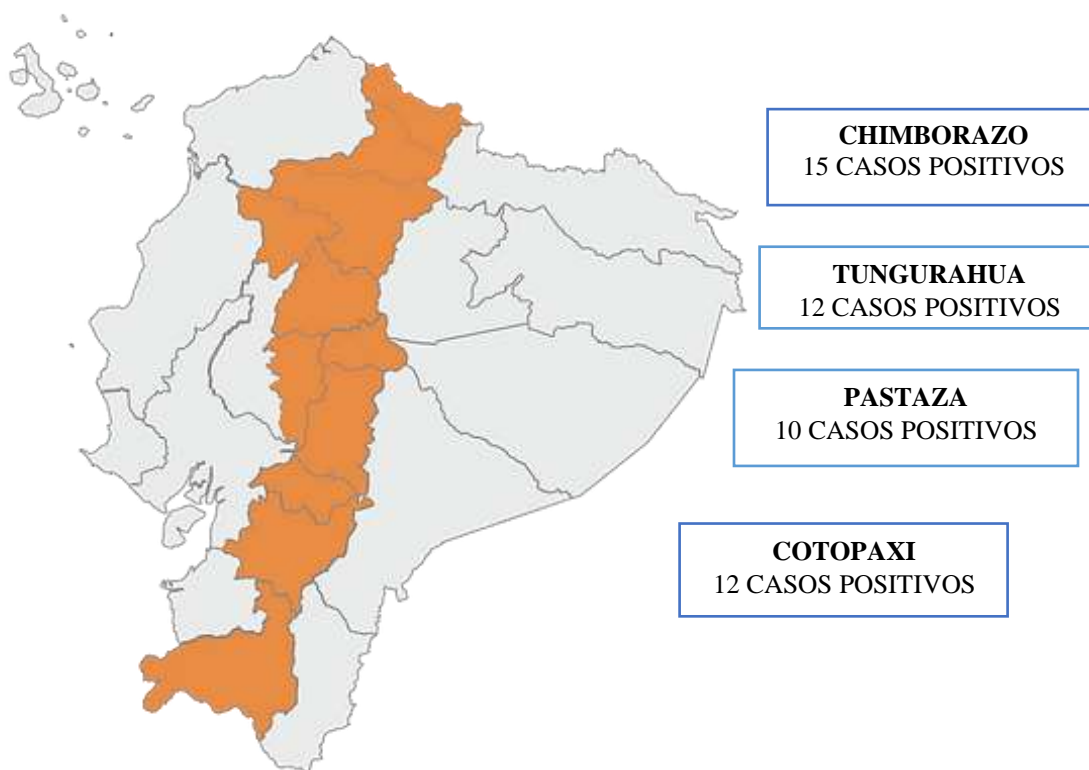 CHIMBORAZO
15 CASOS POSITIVOS
TUNGURAHUA
12 CASOS POSITIVOS
PASTAZA
10 CASOS POSITIVOS
COTOPAXI
12 CASOS POSITIVOS